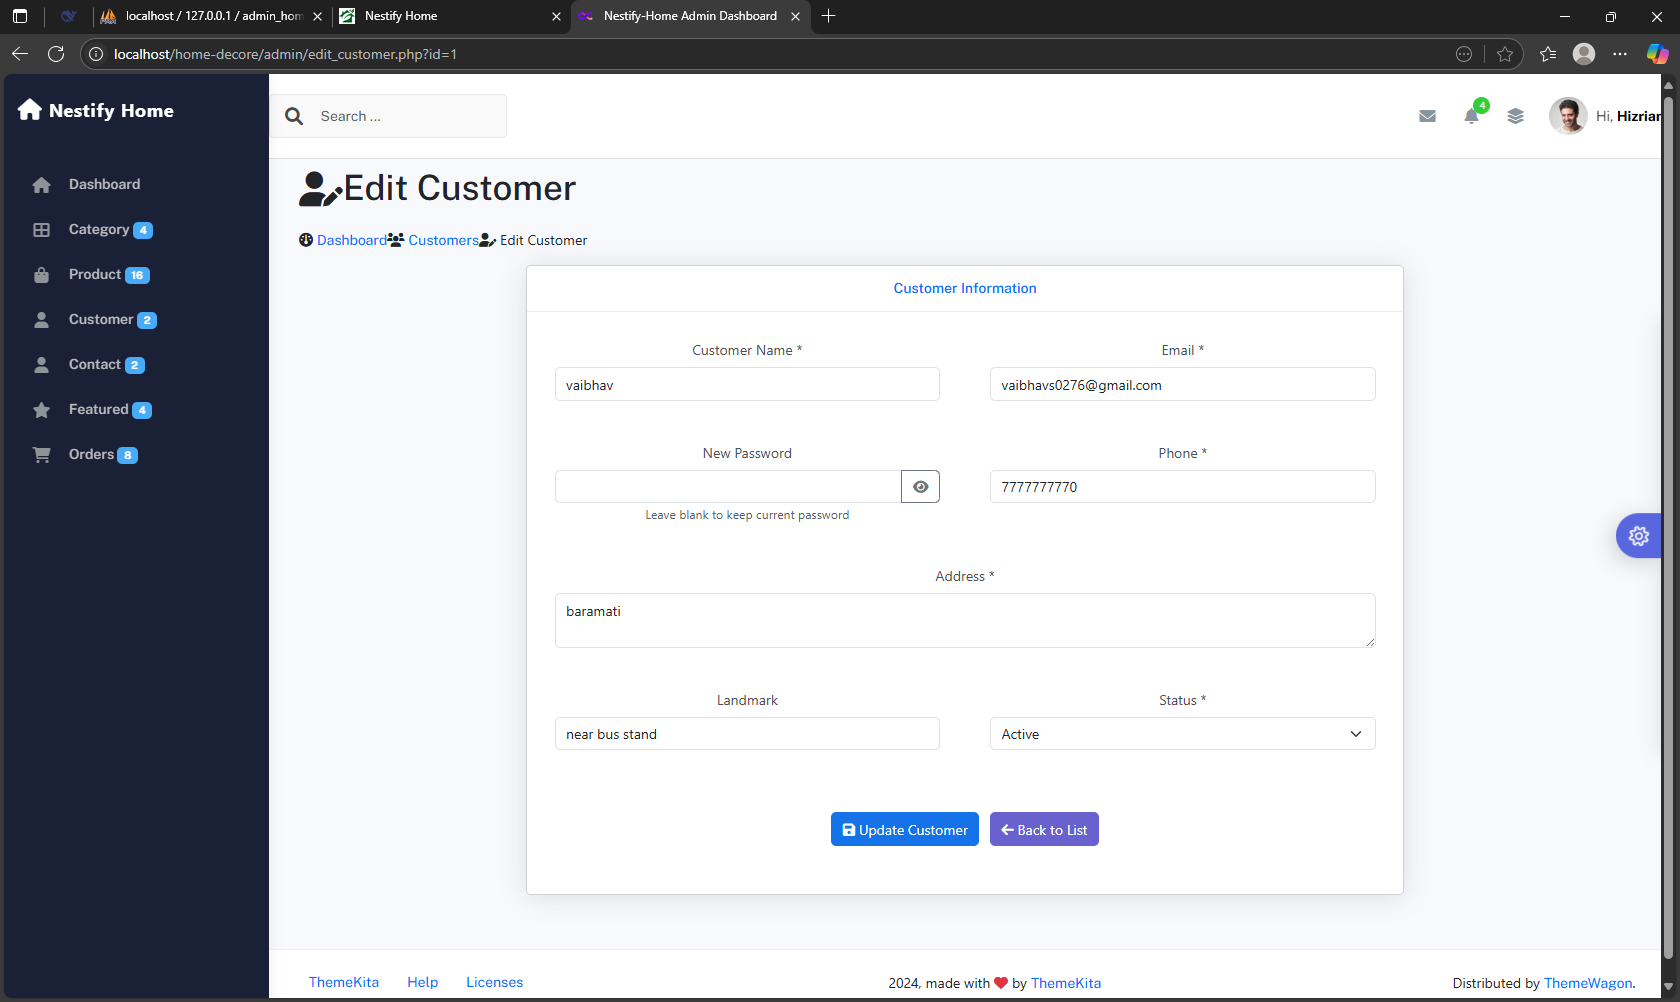 localhost / 127.0.0.1 / admin_hom
Nestify Home
Nestify-Home Admin Dashboard
localhost/home-decore/admin/edit_customer.php?id=1
Nestify Home
Search ...
4
Hi, Hizrian
Dashboard
Category 4
Product 16
Customer 2
Contact 2
Featured 4
Orders 8
Edit Customer
Dashboard Customers Edit Customer
Customer Information
Customer Name *
Email *
vaibhav
vaibhavs0276@gmail.com
New Password
Phone *
7777777770
Leave blank to keep current password
Address *
baramati
Landmark
Status *
near bus stand
Active
Update Customer
Back to List
ThemeKita
Help
Licenses
2024, made with ❤ by ThemeKita
Distributed by ThemeWagon.